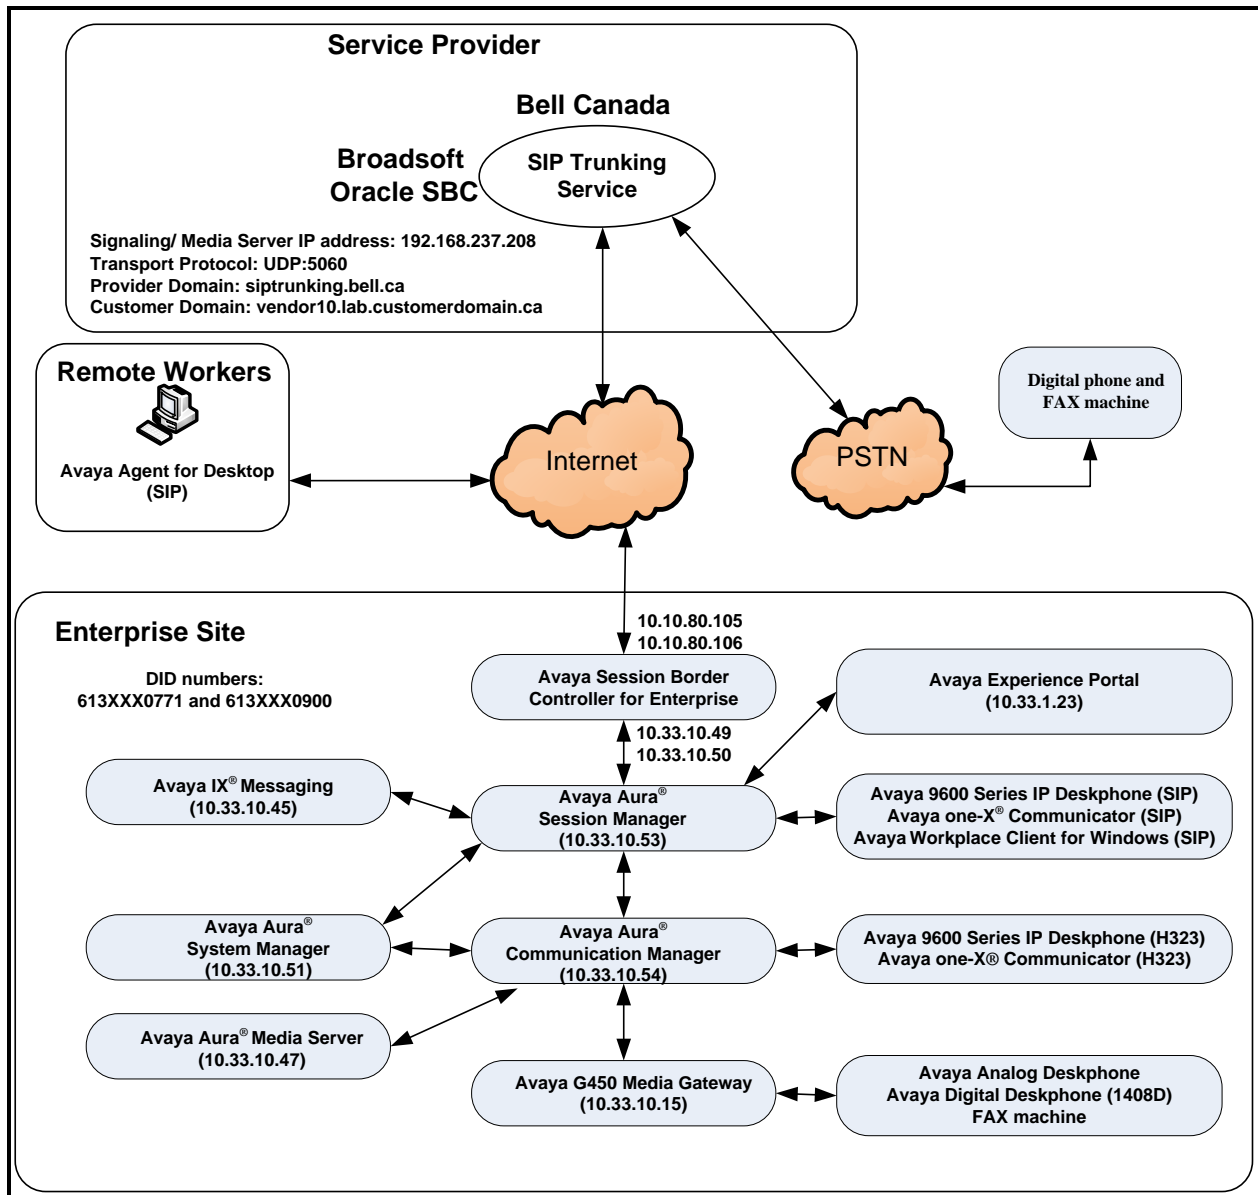 Service Provider
Bell Canada
Broadsoft
Oracle SBC
SIP Trunking
Service
Signaling/ Media Server IP address: 192.168.237.208
Transport Protocol: UDP:5060
Provider Domain: siptrunking.bell.ca
Customer Domain: vendor10.lab.customerdomain.ca
Remote Workers
Avaya Agent for Desktop
(SIP)
Internet
PSTN
Digital phone and
FAX machine
Enterprise Site
DID numbers:
613XXX0771 and 613XXX0900
10.10.80.105
10.10.80.106
Avaya Session Border
Controller for Enterprise
10.33.10.49
10.33.10.50
Avaya Experience Portal
(10.33.1.23)
Avaya IX® Messaging
(10.33.10.45)
Avaya Aura®
Session Manager
(10.33.10.53)
Avaya 9600 Series IP Deskphone (SIP)
Avaya one-X® Communicator (SIP)
Avaya Workplace Client for Windows (SIP)
Avaya Aura®
System Manager
(10.33.10.51)
Avaya Aura®
Communication Manager
(10.33.10.54)
Avaya 9600 Series IP Deskphone (H323)
Avaya one-X® Communicator (H323)
Avaya Aura® Media Server
(10.33.10.47)
Avaya G450 Media Gateway
(10.33.10.15)
Avaya Analog Deskphone
Avaya Digital Deskphone (1408D)
FAX machine